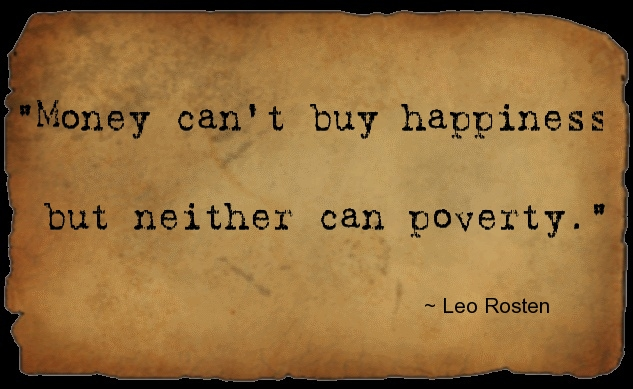 "Money can't buy happiness
but neither can poverty."
~ Leo Rosten